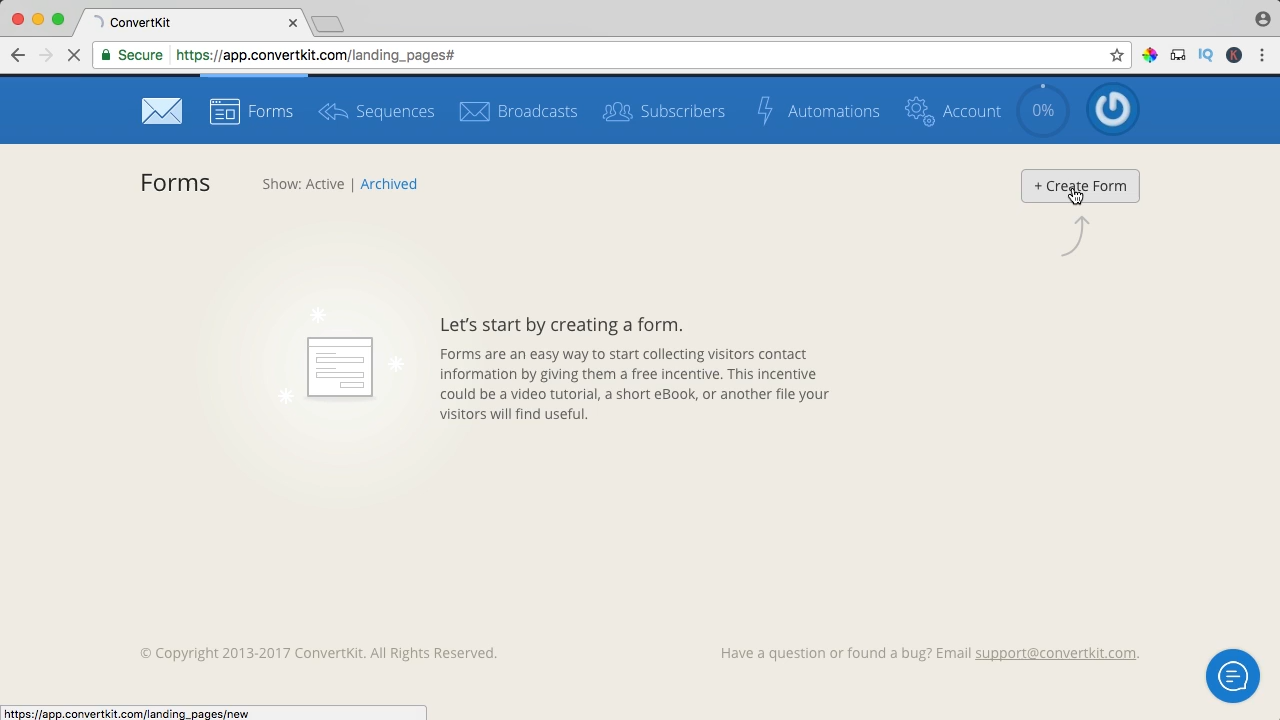 ConvertKit
Secure https://app.convertkit.com/landing_pages#
IQ K
Forms Sequences Broadcasts Subscribers Automations Account 0%
Forms Show: Active | Archived + Create Form
Let's start by creating a form.
Forms are an easy way to start collecting visitors contact
information by giving them a free incentive. This incentive
could be a video tutorial, a short eBook, or another file your
visitors will find useful.
© Copyright 2013-2017 ConvertKit. All Rights Reserved. Have a question or found a bug? Email support@convertkit.com.
https://app.convertkit.com/landing_pages/new